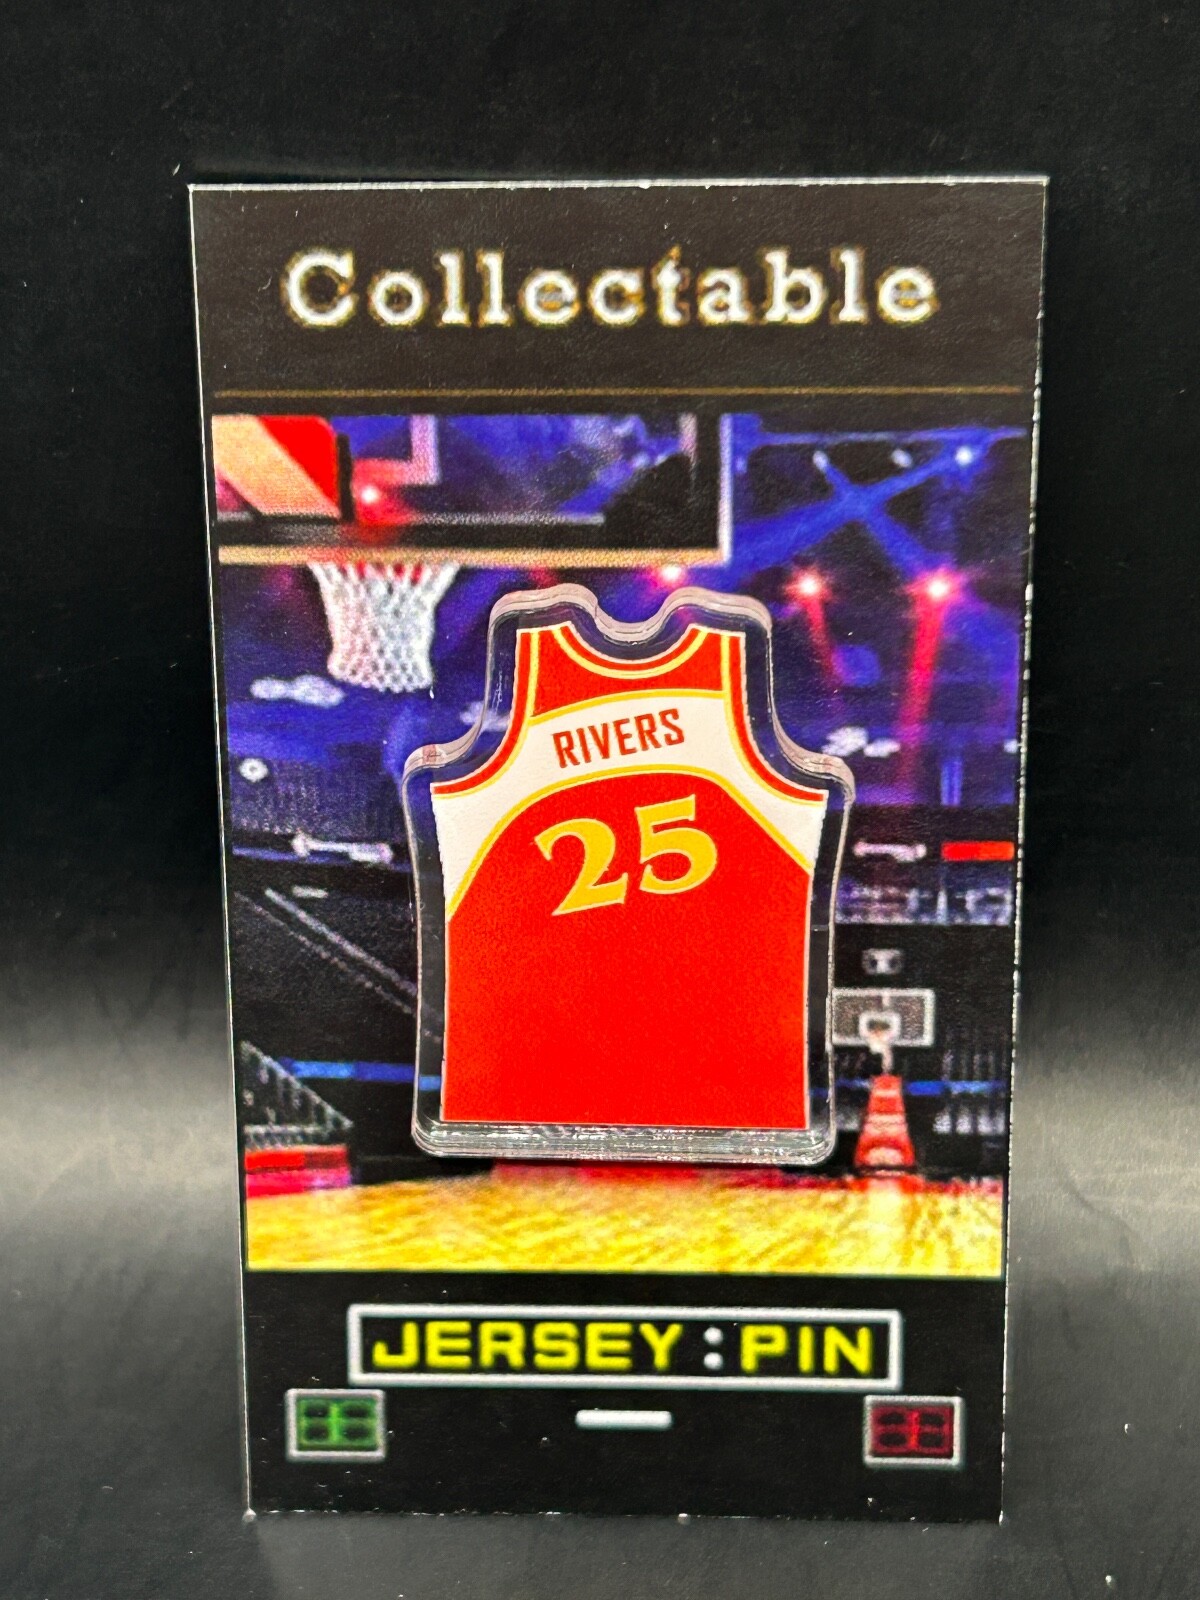 Collectable
RIVERS
25
JERSEY : PIN